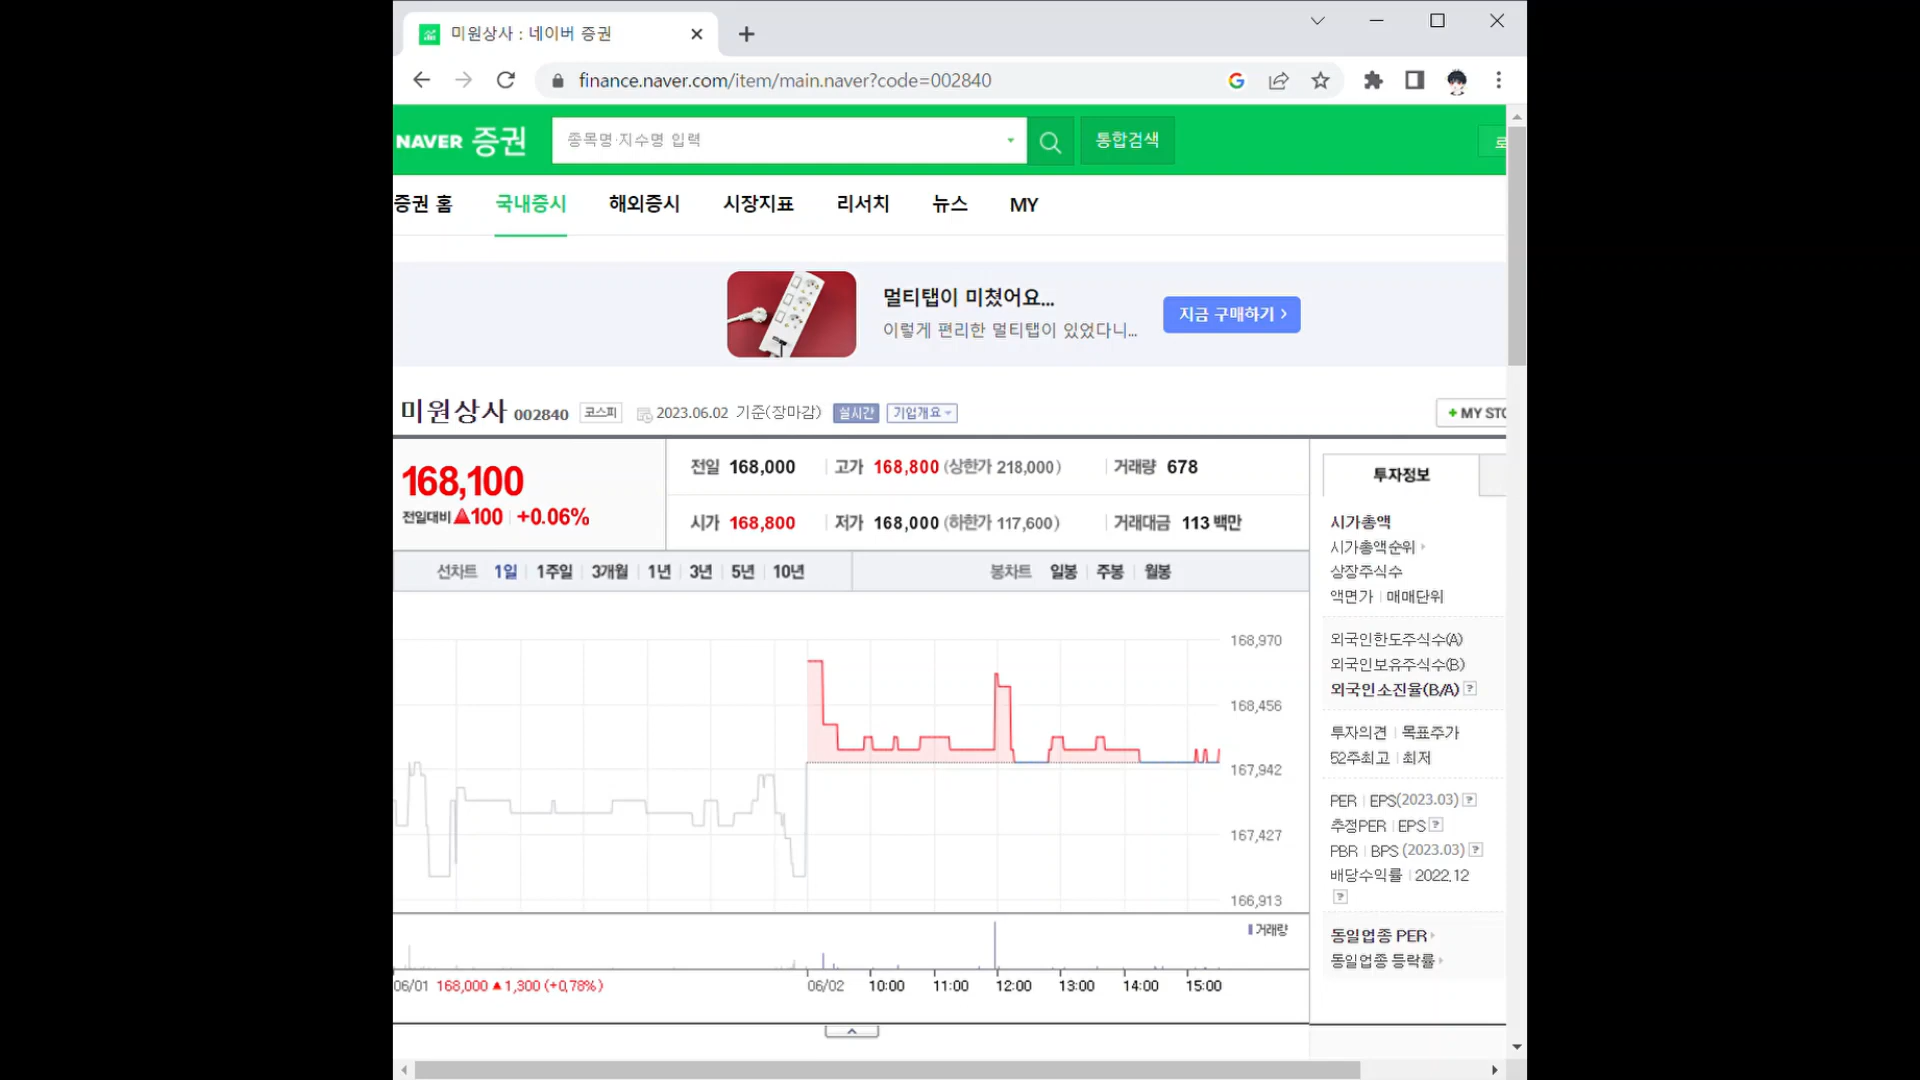 미원상사 : 네이버 증권
finance.naver.com/item/main.naver?code=002840
NAVER 증권
종목명·지수명 입력
통합검색
로
증권 홈 국내증시 해외증시 시장지표 리서치 뉴스 MY
멀티탭이 미쳤어요...
이렇게 편리한 멀티탭이 있었다니...
지금 구매하기 >
미원상사 002840 코스피 2023.06.02 기준(장마감) 실시간 기업개요
+ MY STO
168,100
전일대비 ▲100 +0.06%
전일 168,000 고가 168,800 (상한가 218,000) 거래량 678
시가 168,800 저가 168,000 (하한가 117,600) 거래대금 113 백만
선차트 1일 1주일 3개월 1년 3년 5년 10년 봉차트 일봉 주봉 월봉
168,970
168,456
167,942
167,427
166,913
거래량
06/01 168,000 ▲ 1,300 (+0.78%)
06/02 10:00 11:00 12:00 13:00 14:00 15:00
투자정보
시가총액
시가총액순위
상장주식수
액면가 | 매매단위
외국인한도주식수(A)
외국인보유주식수(B)
외국인소진율(B/A) ?
투자의견 | 목표주가
52주최고 | 최저
PER | EPS(2023.03) ?
추정PER | EPS ?
PBR | BPS (2023.03) ?
배당수익률 | 2022.12
?
동일업종 PER
동일업종 등락률